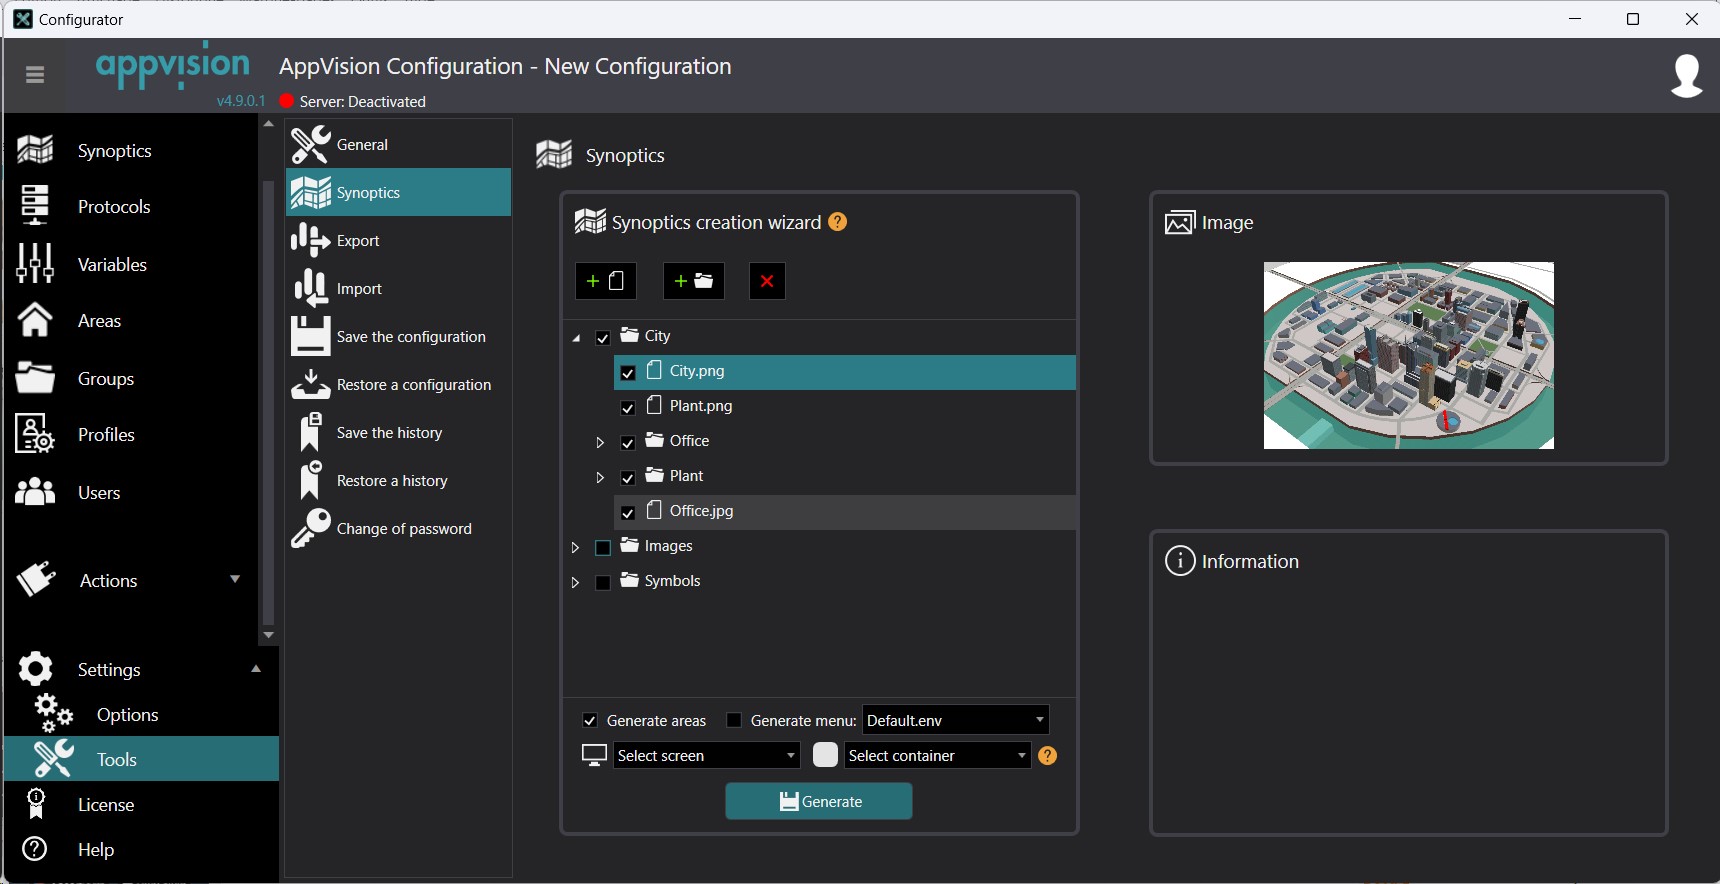 Configurator
appvision
v4.9.0.1
AppVision Configuration - New Configuration
Server: Deactivated
Synoptics
Protocols
Variables
Areas
Groups
Profiles
Users
Actions
Settings
Options
Tools
License
Help
General
Synoptics
Export
Import
Save the configuration
Restore a configuration
Save the history
Restore a history
Change of password
Synoptics
Synoptics creation wizard ?
City
City.png
Plant.png
Office
Plant
Office.jpg
Images
Symbols
Generate areas Generate menu: Default.env
Select screen Select container ?
Generate
Image
Information